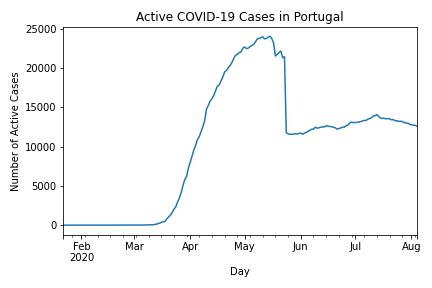 Active COVID-19 Cases in Portugal
Number of Active Cases
25000
20000
15000
10000
5000
0
Feb
2020
Mar
Apr
May
Jun
Jul
Aug
Day